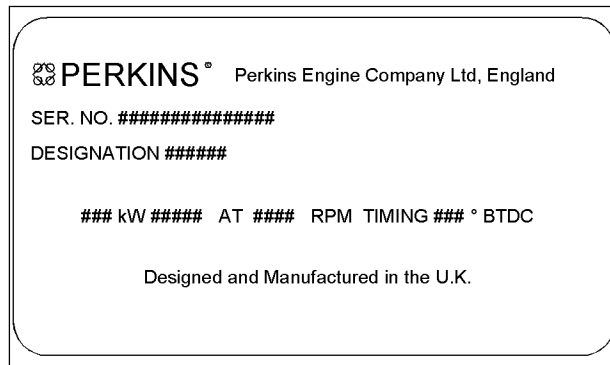 PERKINS® Perkins Engine Company Ltd, England
SER. NO. ###############
DESIGNATION ######
### kW ##### AT #### RPM TIMING ### ° BTDC
Designed and Manufactured in the U.K.